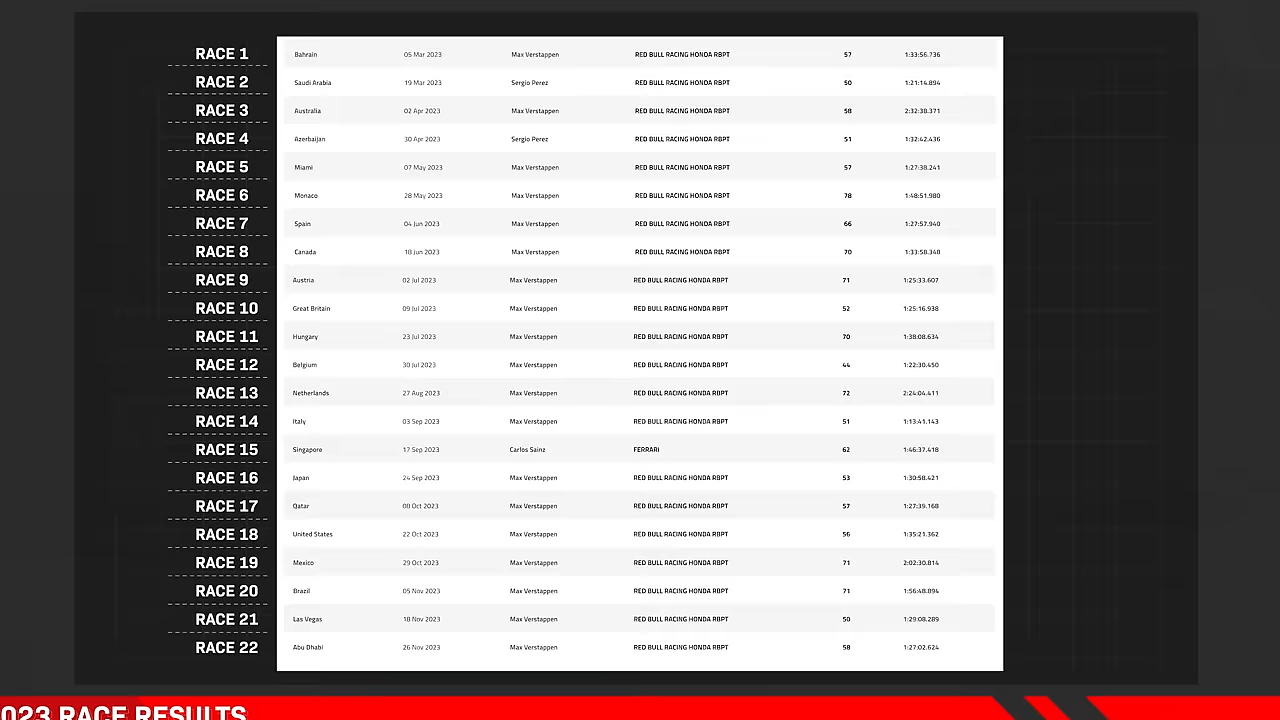 RACE 1 Bahrain 05 Mar 2023 Max Verstappen RED BULL RACING HONDA RBPT 57 1:33:56.736
RACE 2 Saudi Arabia 19 Mar 2023 Sergio Perez RED BULL RACING HONDA RBPT 50 1:21:14.894
RACE 3 Australia 02 Apr 2023 Max Verstappen RED BULL RACING HONDA RBPT 58 2:32:38.371
RACE 4 Azerbaijan 30 Apr 2023 Sergio Perez RED BULL RACING HONDA RBPT 51 1:32:42.436
RACE 5 Miami 07 May 2023 Max Verstappen RED BULL RACING HONDA RBPT 57 1:27:38.241
RACE 6 Monaco 28 May 2023 Max Verstappen RED BULL RACING HONDA RBPT 78 1:48:51.980
RACE 7 Spain 04 Jun 2023 Max Verstappen RED BULL RACING HONDA RBPT 66 1:27:57.940
RACE 8 Canada 18 Jun 2023 Max Verstappen RED BULL RACING HONDA RBPT 70 1:33:58.348
RACE 9 Austria 02 Jul 2023 Max Verstappen RED BULL RACING HONDA RBPT 71 1:25:33.607
RACE 10 Great Britain 09 Jul 2023 Max Verstappen RED BULL RACING HONDA RBPT 52 1:25:16.938
RACE 11 Hungary 23 Jul 2023 Max Verstappen RED BULL RACING HONDA RBPT 70 1:38:08.634
RACE 12 Belgium 30 Jul 2023 Max Verstappen RED BULL RACING HONDA RBPT 44 1:22:30.450
RACE 13 Netherlands 27 Aug 2023 Max Verstappen RED BULL RACING HONDA RBPT 72 2:24:04.411
RACE 14 Italy 03 Sep 2023 Max Verstappen RED BULL RACING HONDA RBPT 51 1:13:41.143
RACE 15 Singapore 17 Sep 2023 Carlos Sainz FERRARI 62 1:46:37.418
RACE 16 Japan 24 Sep 2023 Max Verstappen RED BULL RACING HONDA RBPT 53 1:30:58.421
RACE 17 Qatar 08 Oct 2023 Max Verstappen RED BULL RACING HONDA RBPT 57 1:27:39.168
RACE 18 United States 22 Oct 2023 Max Verstappen RED BULL RACING HONDA RBPT 56 1:35:21.362
RACE 19 Mexico 29 Oct 2023 Max Verstappen RED BULL RACING HONDA RBPT 71 2:02:30.814
RACE 20 Brazil 05 Nov 2023 Max Verstappen RED BULL RACING HONDA RBPT 71 1:56:48.894
RACE 21 Las Vegas 18 Nov 2023 Max Verstappen RED BULL RACING HONDA RBPT 50 1:29:08.289
RACE 22 Abu Dhabi 26 Nov 2023 Max Verstappen RED BULL RACING HONDA RBPT 58 1:27:02.624
023 RACE RESULTS